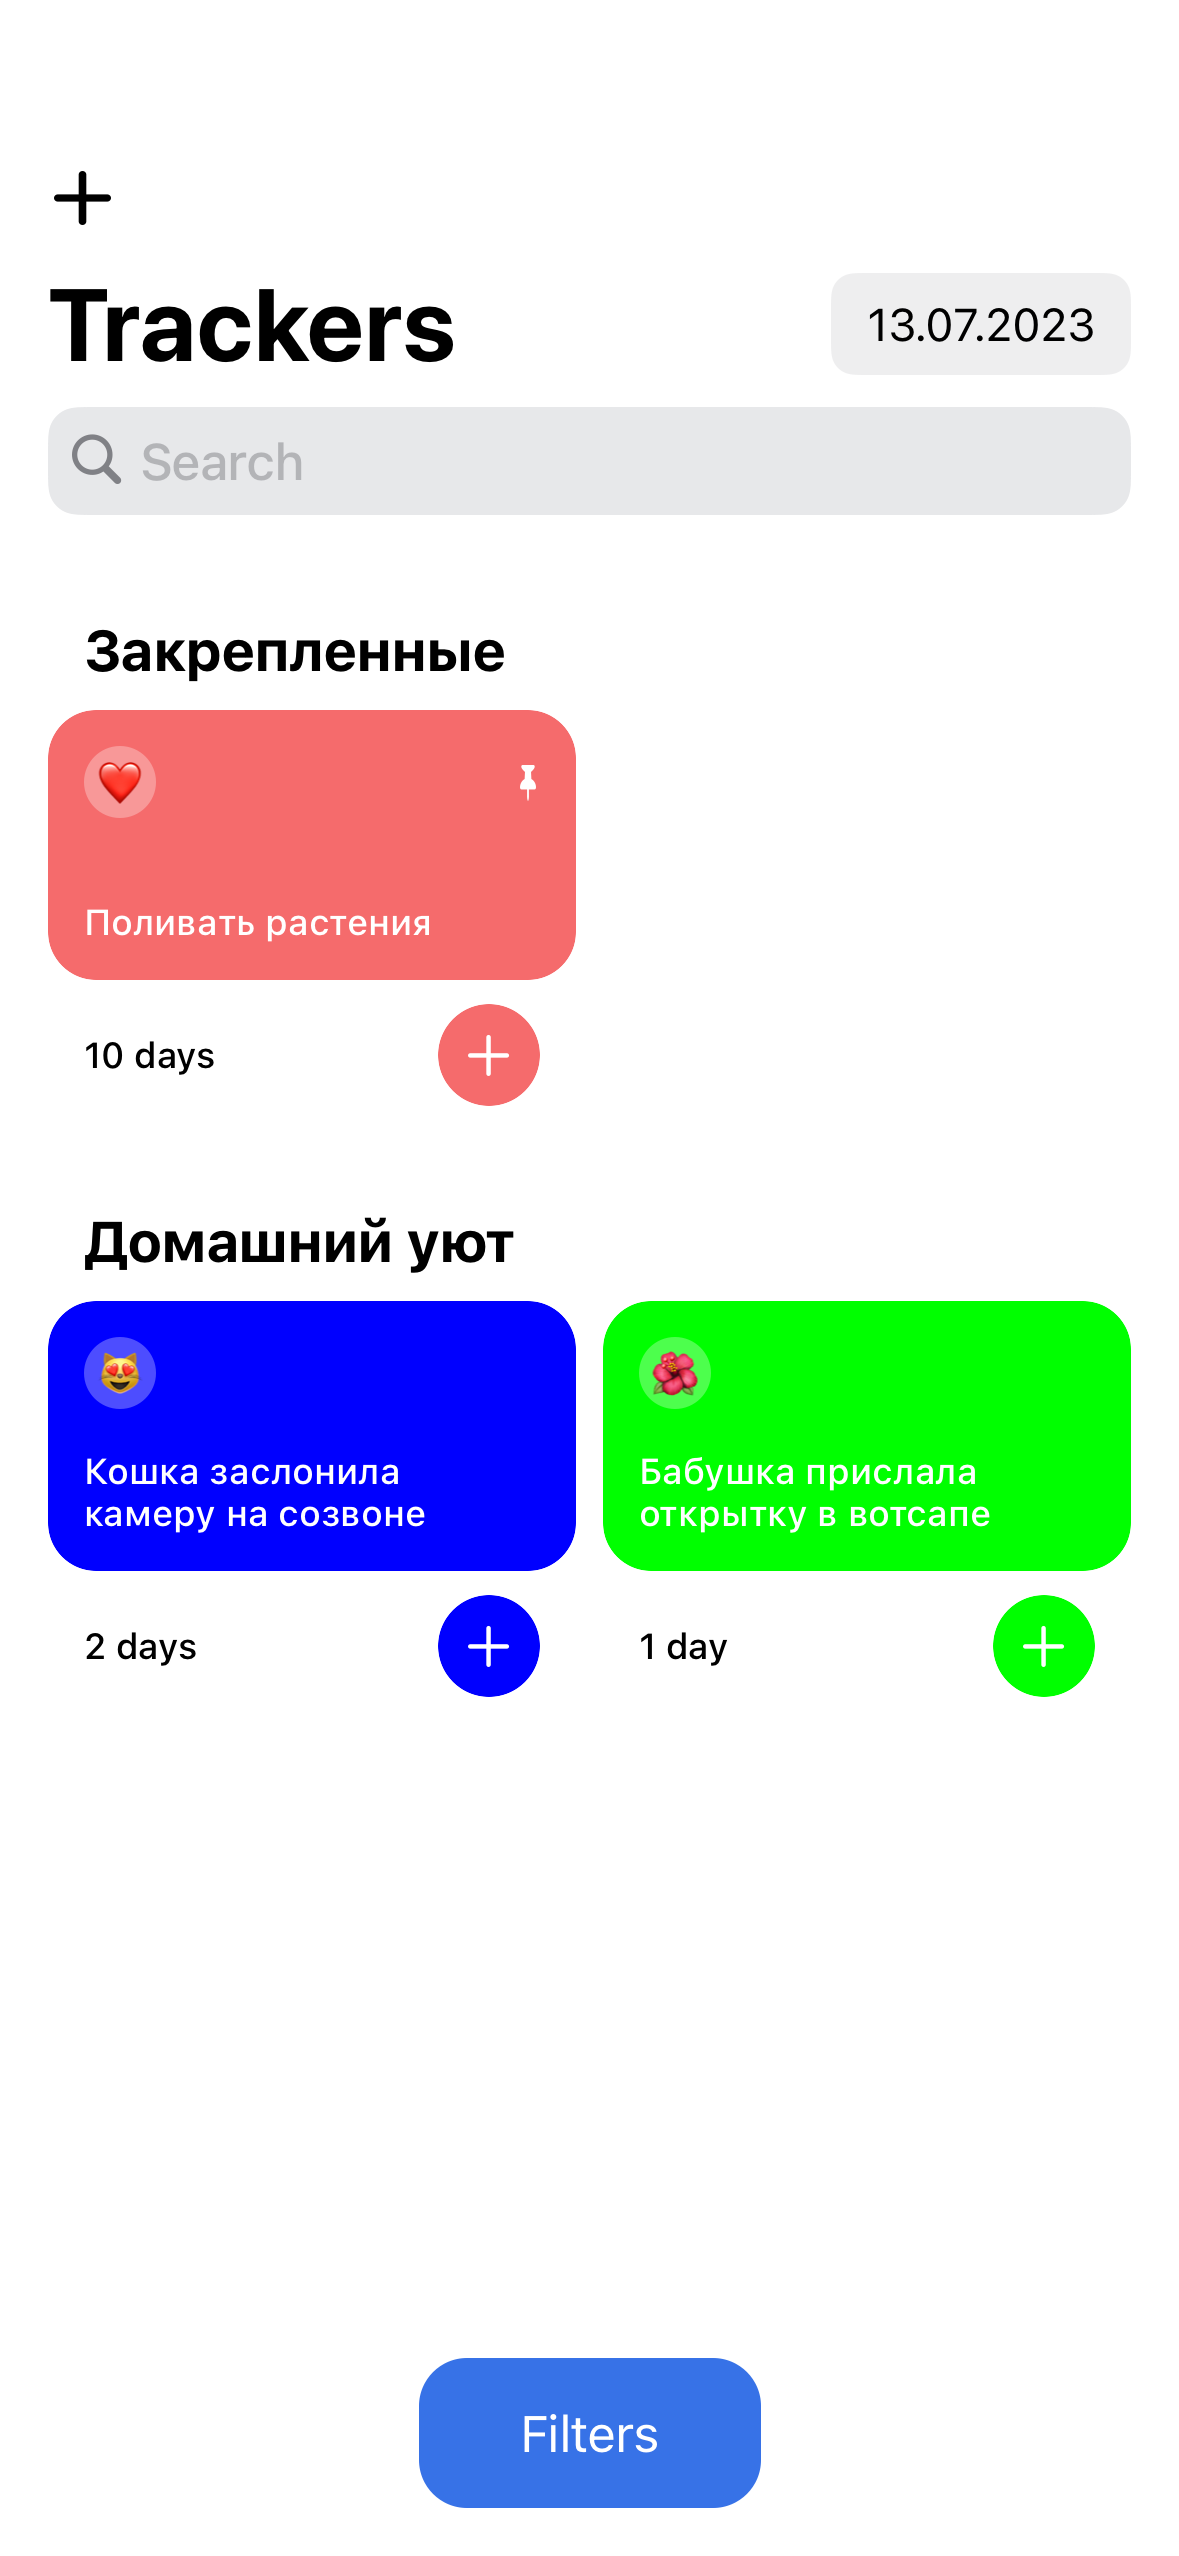 Trackers
13.07.2023
Search
Закрепленные
Поливать растения
10 days
Домашний уют
Кошка заслонила
камеру на созвоне
2 days
Бабушка прислала
открытку в вотсапе
1 day
Filters